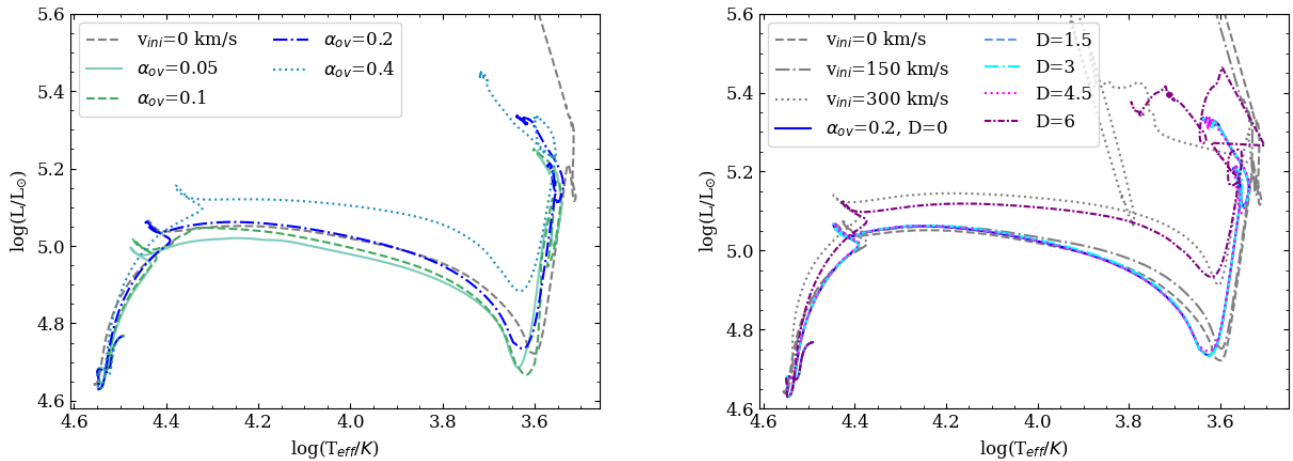 5.6
5.4
5.2
5.0
4.8
4.6
log(L/L⊙)
v_ini=0 km/s
α_ov=0.05
α_ov=0.1
α_ov=0.2
α_ov=0.4
4.6 4.4 4.2 4.0 3.8 3.6
log(T_eff/K)
5.6
5.4
5.2
5.0
4.8
4.6
log(L/L⊙)
v_ini=0 km/s
v_ini=150 km/s
v_ini=300 km/s
α_ov=0.2, D=0
D=1.5
D=3
D=4.5
D=6
4.6 4.4 4.2 4.0 3.8 3.6
log(T_eff/K)